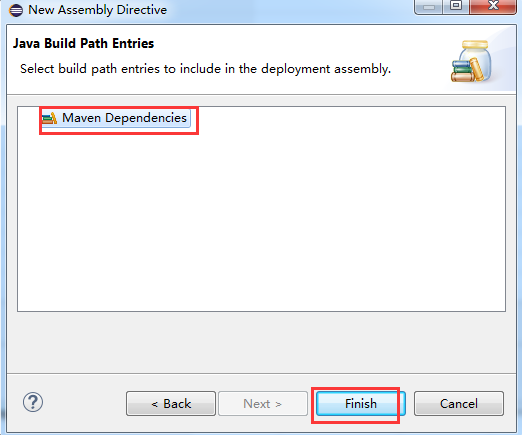 New Assembly Directive
Java Build Path Entries
Select build path entries to include in the deployment assembly.
Maven Dependencies
?
< Back
Next >
Finish
Cancel